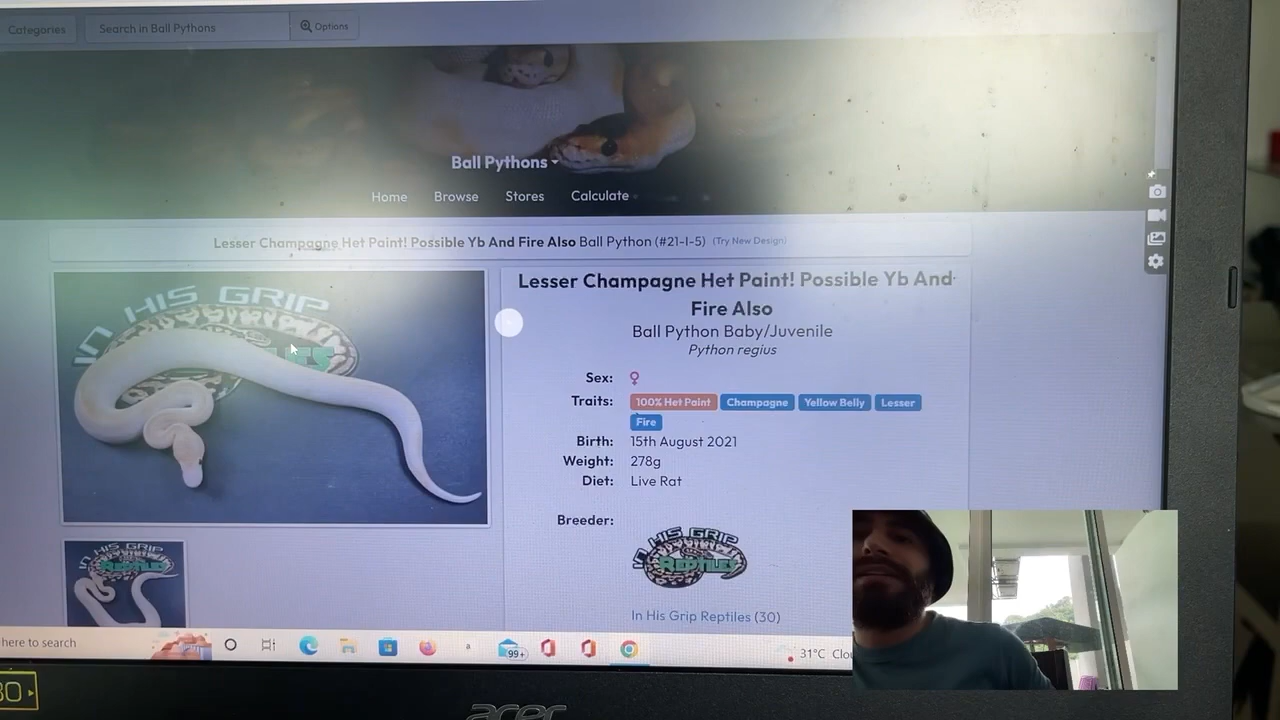 Categories
Search in Ball Pythons
Options
Ball Pythons
Home
Browse
Stores
Calculate
Lesser Champagne Het Paint! Possible Yb And Fire Also Ball Python (#21-I-5) (Try New Design)
IN HIS GRIP
Lesser Champagne Het Paint! Possible Yb And
Fire Also
Ball Python Baby/Juvenile
Python regius
Sex: ♀
Traits: 100% Het Paint Champagne Yellow Belly Lesser
Fire
Birth: 15th August 2021
Weight: 278g
Diet: Live Rat
Breeder:
IN HIS GRIP
REPTILES
IN HIS GRIP
REPTILES
In His Grip Reptiles (30)
here to search
a
99+
31°C
acer